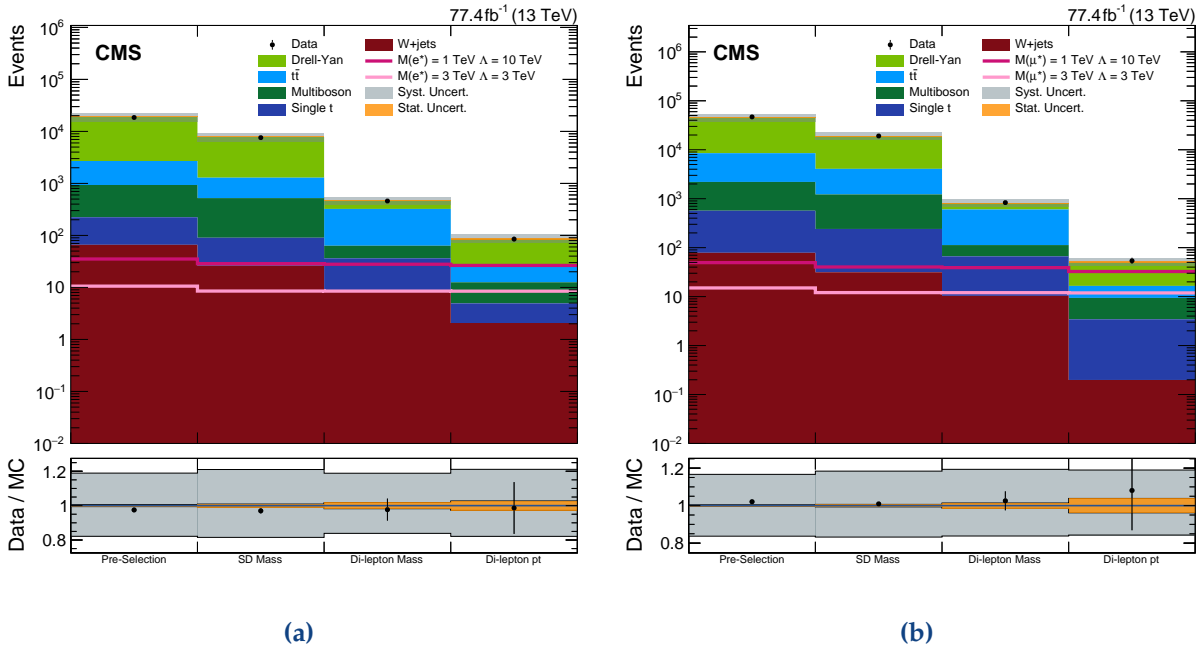 77.4 fb⁻¹ (13 TeV)
Events
10⁶
10⁵
10⁴
10³
10²
10
1
10⁻¹
10⁻²
CMS
Data
Drell-Yan
tt̄
Multiboson
Single t
W+jets
M(e*) = 1 TeV Λ = 10 TeV
M(e*) = 3 TeV Λ = 3 TeV
Syst. Uncert.
Stat. Uncert.
Data / MC
1.2
1
0.8
Pre-Selection
SD Mass
Di-lepton Mass
Di-lepton pt
(a)
77.4 fb⁻¹ (13 TeV)
Events
10⁶
10⁵
10⁴
10³
10²
10
1
10⁻¹
10⁻²
CMS
Data
Drell-Yan
tt̄
Multiboson
Single t
W+jets
M(μ*) = 1 TeV Λ = 10 TeV
M(μ*) = 3 TeV Λ = 3 TeV
Syst. Uncert.
Stat. Uncert.
Data / MC
1.2
1
0.8
Pre-Selection
SD Mass
Di-lepton Mass
Di-lepton pt
(b)